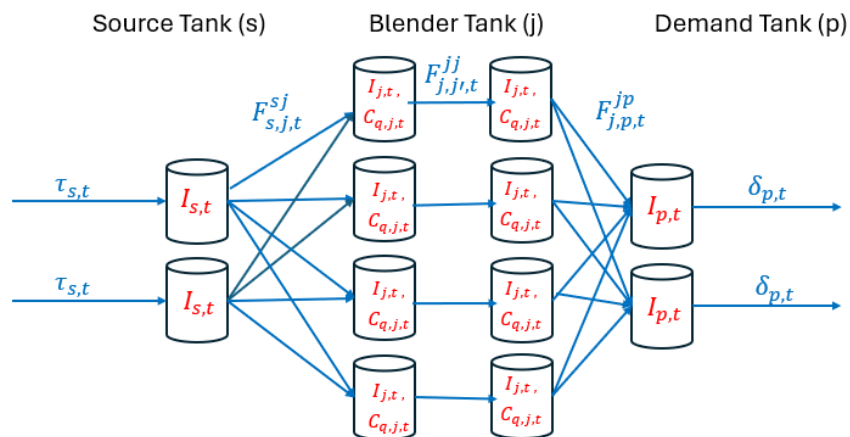 Source Tank (s) Blender Tank (j) Demand Tank (p)
F^{sj}_{s,j,t}
I_{j,t} ,
C_{q,j,t}
F^{jj}_{j,j′,t}
I_{j,t} ,
C_{q,j,t}
F^{jp}_{j,p,t}
τ_{s,t}
I_{s,t}
I_{j,t} ,
C_{q,j,t}
I_{j,t} ,
C_{q,j,t}
I_{p,t}
δ_{p,t}
τ_{s,t}
I_{s,t}
I_{j,t} ,
C_{q,j,t}
I_{j,t} ,
C_{q,j,t}
I_{p,t}
δ_{p,t}
I_{j,t} ,
C_{q,j,t}
I_{j,t} ,
C_{q,j,t}